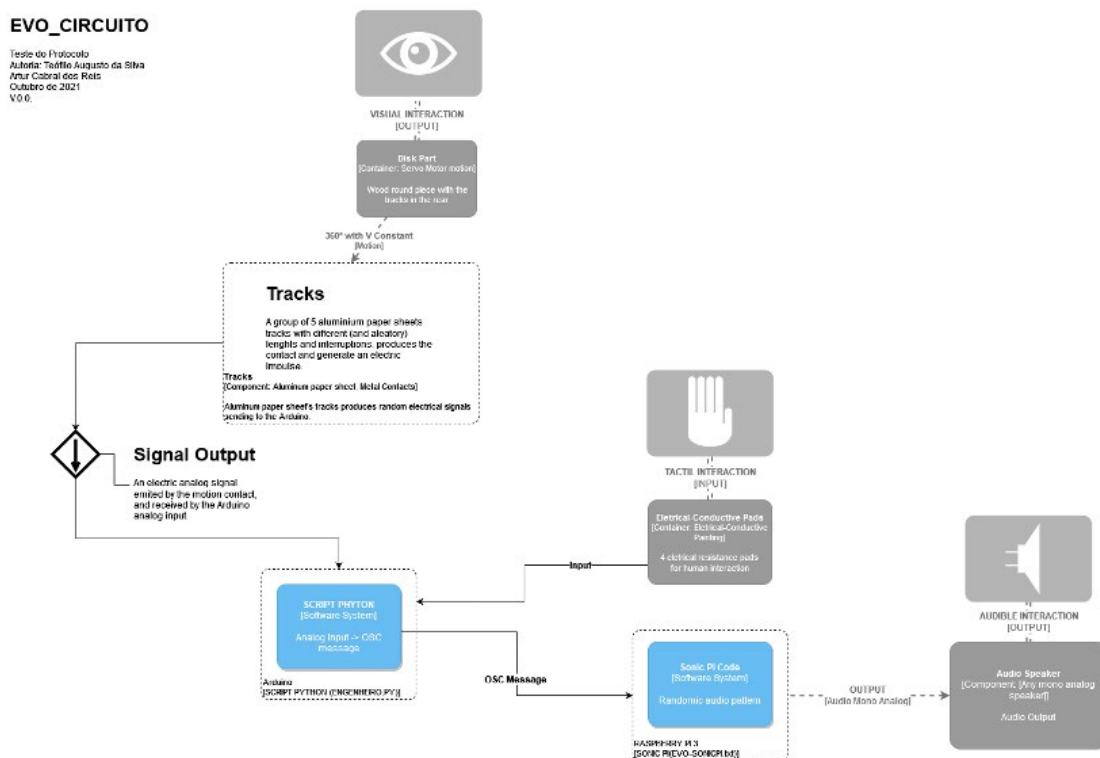 EVO_CIRCUITO
Teste do Protocolo
Autoria: Teófilo Augusto da Silva
Artur Cabral dos Reis
Outubro de 2021
V.0.0.
VISUAL INTERACTION
[OUTPUT]
Disk Part
[Container: Servo Motor motion]
Wood round piece with the
tracks in the rear
360º with V Constant
[Motion]
Tracks
A group of 5 aluminium paper sheets
tracks with different (and aleatory)
lenghts and interruptions, produces the
contact and generate an electric
impulse.
Tracks
[Component: Aluminum paper sheet, Metal Contacts]
Aluminum paper sheet's tracks produces random electrical signals
sending to the Arduino.
Signal Output
An electric analog signal
emited by the motion contact,
and received by the Arduino
analog input
TACTIL INTERACTION
[INPUT]
Eletrical Conductive Pads
[Container: Eletrical-Conductive
Painting]
4 eletrical resistance pads
for human interaction
Input
SCRIPT PHYTON
[Software System]
Analog Input -> OSC
message
Arduino
[SCRIPT PYTHON (ENGENHEIRO.PY)]
OSC Message
Sonic Pi Code
[Software System]
Randomic audio pattern
RASPBERRY PI 3
[SONIC PI(EVO-SONICPI.txt)]
OUTPUT
[Audio Mono Analog]
AUDIBLE INTERACTION
[OUTPUT]
Audio Speaker
[Component: [Any mono analog
speaker]]
Audio Output